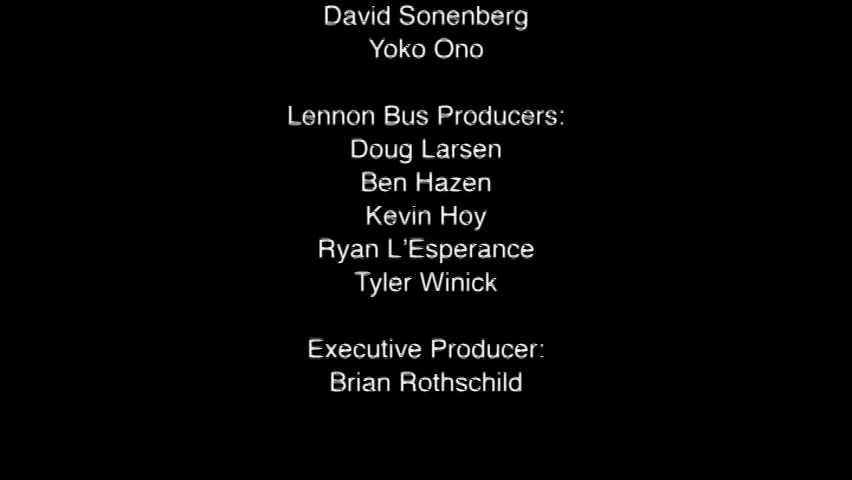 David Sonenberg
Yoko Ono
Lennon Bus Producers:
Doug Larsen
Ben Hazen
Kevin Hoy
Ryan L'Esperance
Tyler Winick
Executive Producer:
Brian Rothschild